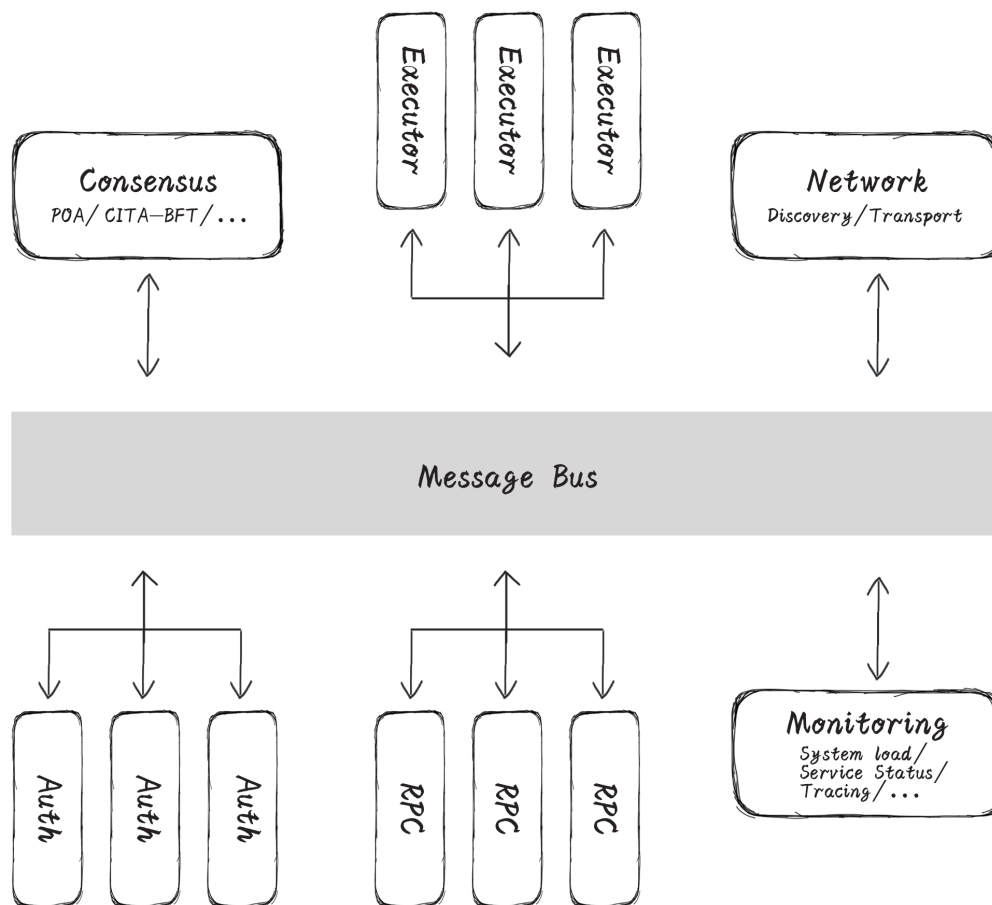 Executor
Executor
Executor
Consensus
POA/CITA-BFT/...
Network
Discovery/Transport
Message Bus
Auth
Auth
Auth
RPC
RPC
RPC
Monitoring
System load/
Service Status/
Tracing/...